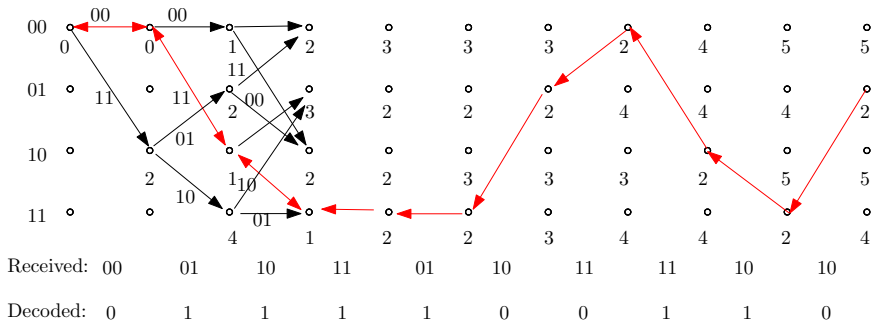 00 00 00
0 0 1 2 3 3 3 2 4 5 5
11
01 11 11 00
2 3 2 2 2 4 4 4 2
01
10 10
2 1 2 2 3 3 3 2 5 5
10
11 01
4 1 2 2 3 4 4 2 4
Received: 00 01 10 11 01 10 11 11 10 10
Decoded: 0 1 1 1 1 0 0 1 1 0